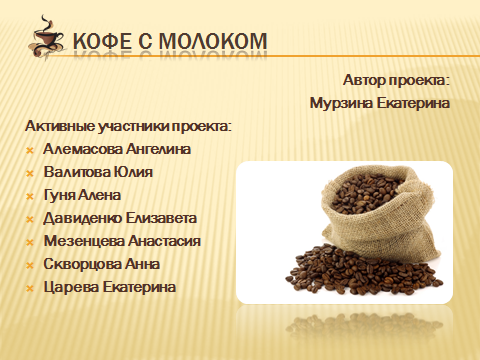 КОФЕ С МОЛОКОМ
Автор проекта:
Мурзина Екатерина
Активные участники проекта:
Алемасова Ангелина
Валитова Юлия
Гуня Алена
Давиденко Елизавета
Мезенцева Анастасия
Скворцова Анна
Царева Екатерина